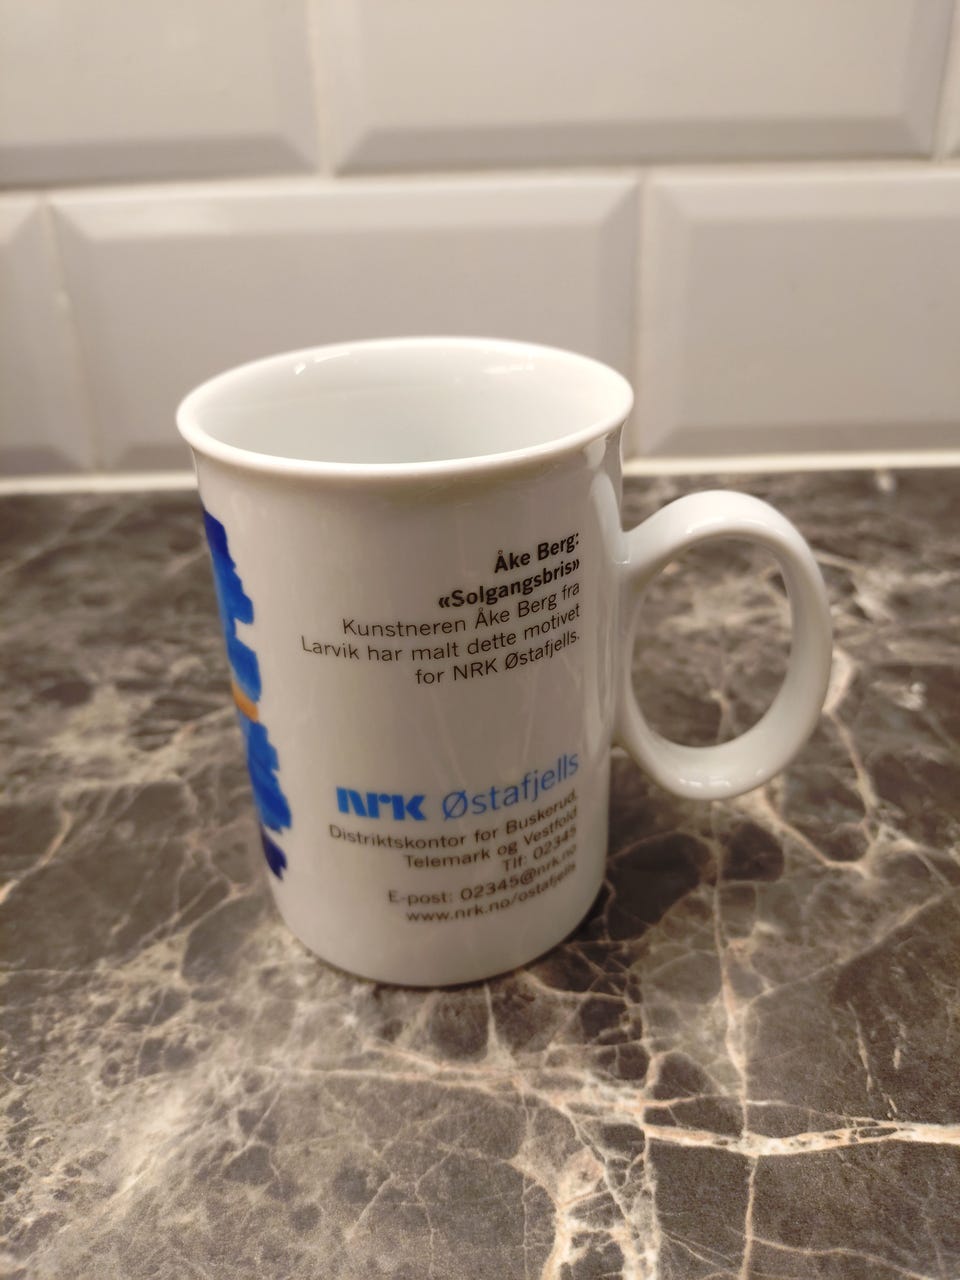 Åke Berg:
«Solgangsbris»
Kunstneren Åke Berg fra
Larvik har malt dette motivet
for NRK Østafjells.
NRK Østafjells
Distriktskontor for Buskerud,
Telemark og Vestfold
Tlf: 02345
E-post: 02345@nrk.no
www.nrk.no/ostafjells